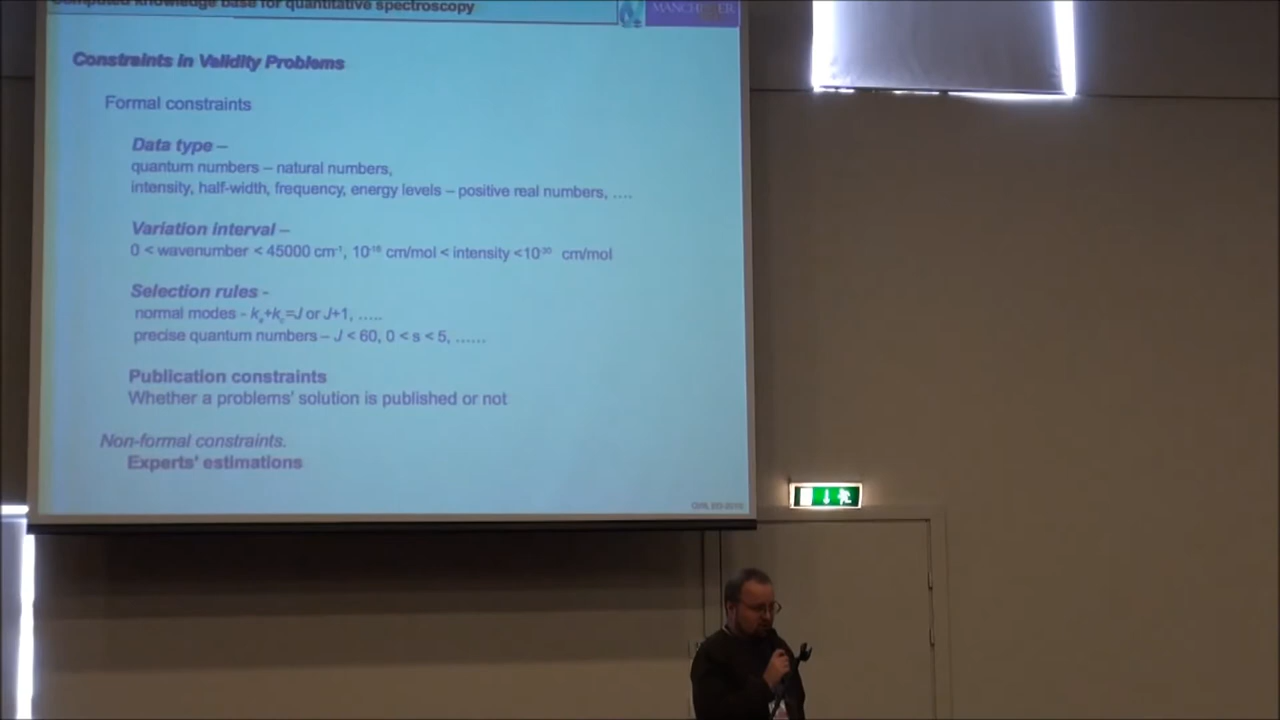 Computed knowledge base for quantitative spectroscopy
MANCHESTER
Constraints in Validity Problems
Formal constraints
Data type –
quantum numbers – natural numbers,
intensity, half-width, frequency, energy levels – positive real numbers, ….
Variation interval –
0 < wavenumber < 45000 cm⁻¹, 10⁻¹⁸ cm/mol < intensity <10⁻³⁵ cm/mol
Selection rules -
normal modes - kₐ+k꜀=J or J+1, …..
precise quantum numbers – J < 60, 0 < s < 5, ……
Publication constraints
Whether a problems' solution is published or not
Non-formal constraints.
Experts' estimations